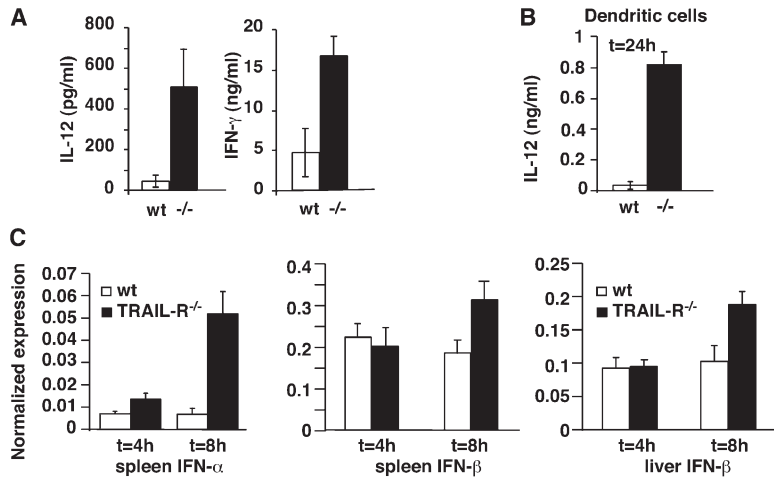 A
IL-12 (pg/ml)
800
600
400
200
0
wt -/-
IFN-γ (ng/ml)
20
15
10
5
0
wt -/-
B
Dendritic cells
t=24h
IL-12 (ng/ml)
1
0.8
0.6
0.4
0.2
0
wt -/-
C
Normalized expression
0.07
0.06
0.05
0.04
0.03
0.02
0.01
0
wt
TRAIL-R-/-
t=4h t=8h
spleen IFN-α
0.4
0.3
0.2
0.1
0
t=4h t=8h
spleen IFN-β
0.25
0.2
0.15
0.1
0.05
0
wt
TRAIL-R-/-
t=4h t=8h
liver IFN-β